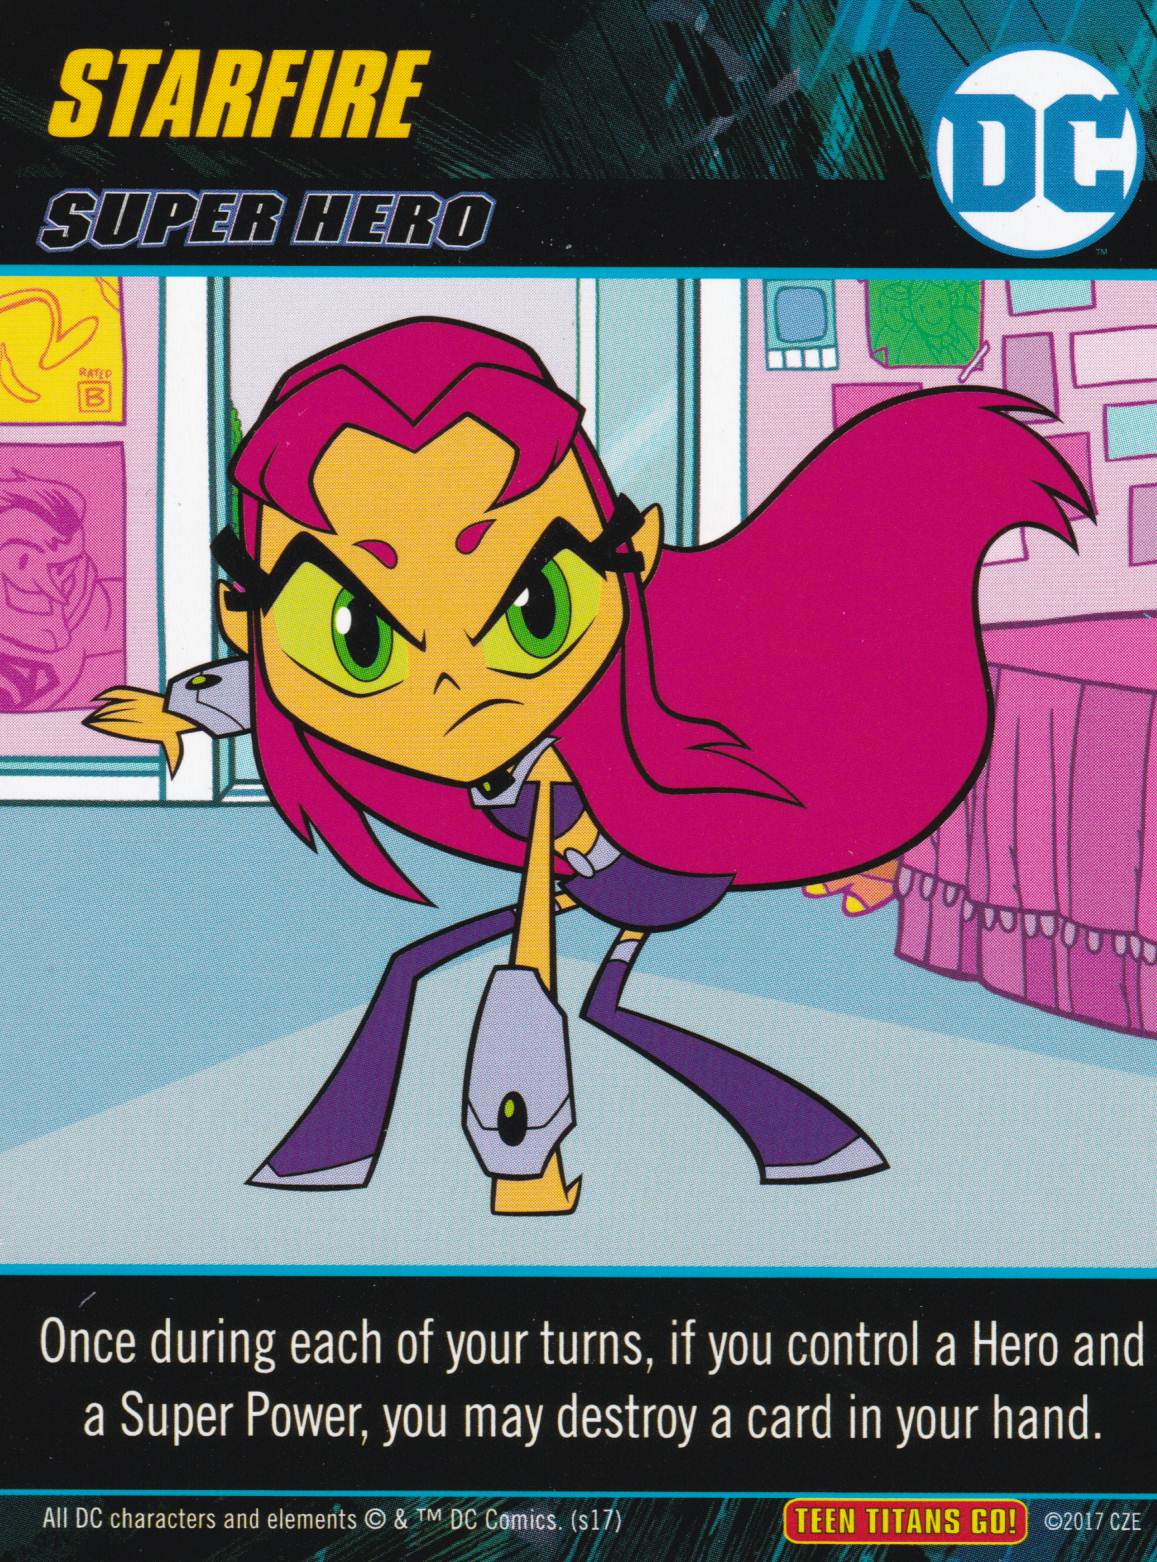 STARFIRE
DC
™
SUPER HERO
RATED
B
Once during each of your turns, if you control a Hero and
a Super Power, you may destroy a card in your hand.
All DC characters and elements © & ™ DC Comics. (s17)
TEEN TITANS GO!
©2017 CZE